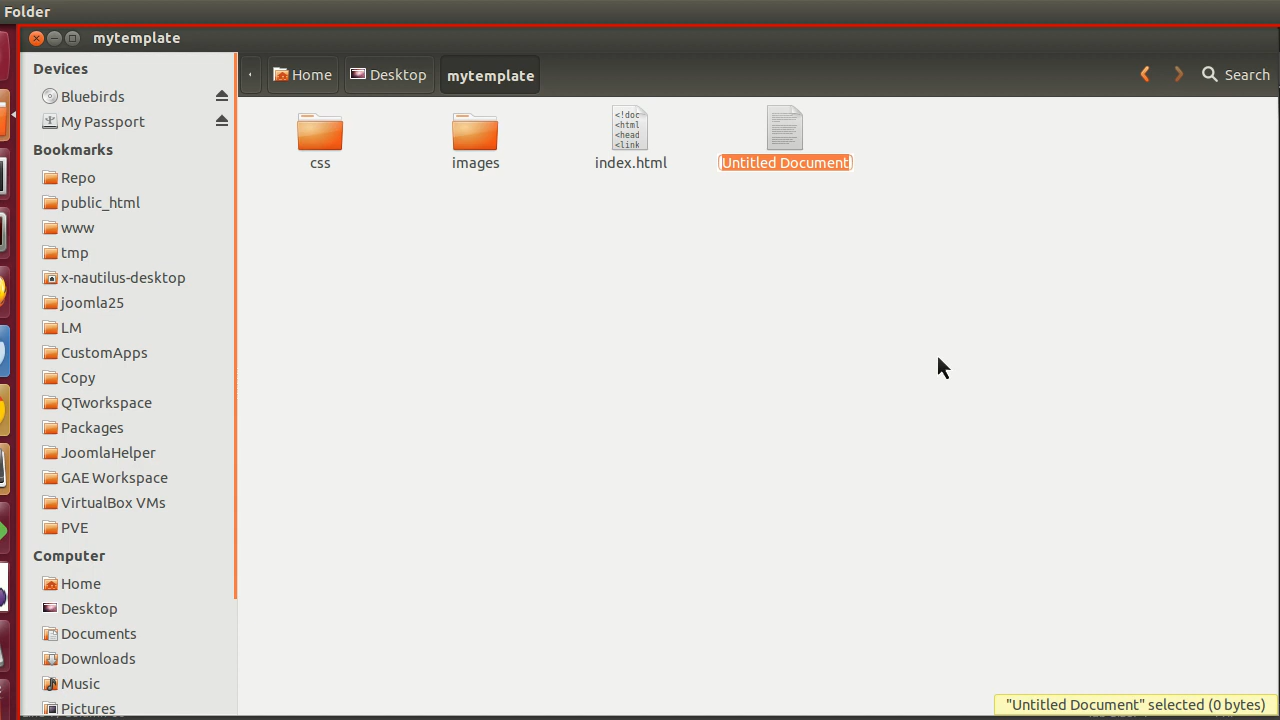 Folder
mytemplate
Devices
Bluebirds
My Passport
Bookmarks
Repo
public_html
www
tmp
x-nautilus-desktop
joomla25
LM
CustomApps
Copy
QTworkspace
Packages
JoomlaHelper
GAE Workspace
VirtualBox VMs
PVE
Computer
Home
Desktop
Documents
Downloads
Music
Pictures
Home
Desktop
mytemplate
Search
<!doc
<html
<head
<link
css
images
index.html
Untitled Document
"Untitled Document" selected (0 bytes)